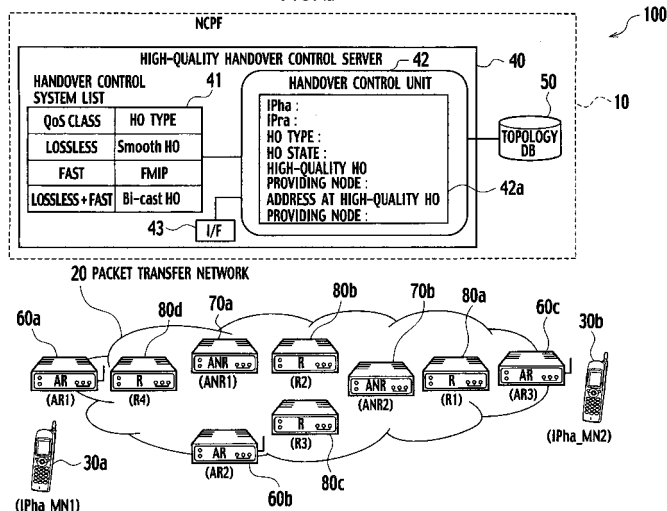 100
NCPF
HIGH-QUALITY HANDOVER CONTROL SERVER
40
10
HANDOVER CONTROL
SYSTEM LIST
41
QoS CLASS HO TYPE
LOSSLESS Smooth HO
FAST FMIP
LOSSLESS+FAST Bi-cast HO
42
HANDOVER CONTROL UNIT
IPha :
IPra :
HO TYPE :
HO STATE :
HIGH-QUALITY HO
PROVIDING NODE :
ADDRESS AT HIGH-QUALITY HO
PROVIDING NODE :
42a
43
I/F
50
TOPOLOGY
DB
20 PACKET TRANSFER NETWORK
60a
AR
(AR1)
80d
R
(R4)
70a
ANR
(ANR1)
80b
R
(R2)
70b
ANR
(ANR2)
80a
R
(R1)
60c
AR
(AR3)
30b
(IPha_MN2)
R
(R3)
80c
AR
(AR2)
60b
30a
(IPha_MN1)